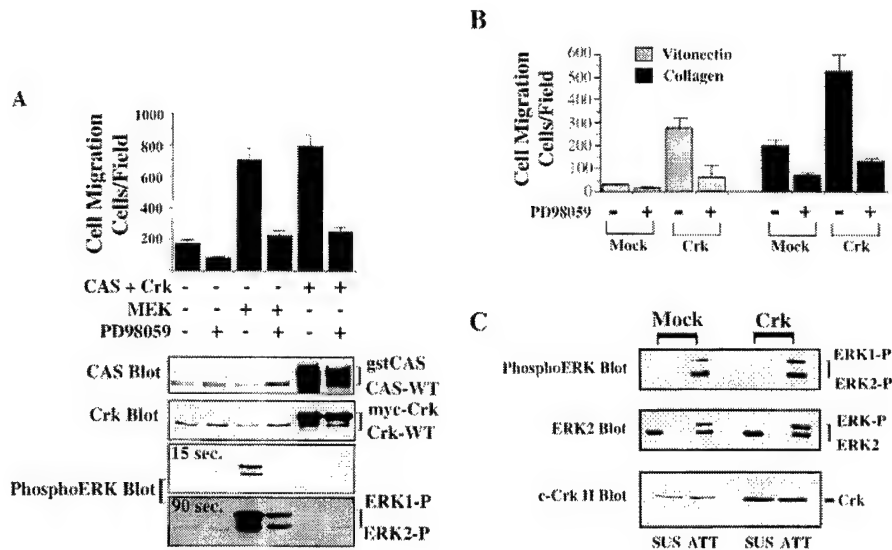 A
Cell Migration
Cells/Field
1000
800
600
400
200
CAS + Crk - - - - + +
MEK - - + + - -
PD98059 - + - + - +
CAS Blot
gstCAS
CAS-WT
Crk Blot
myc-Crk
Crk-WT
PhosphoERK Blot
15 sec.
90 sec.
ERK1-P
ERK2-P
B
Cell Migration
Cells/Field
600
500
400
300
200
100
0
Vitonectin
Collagen
PD98059 - + - + - + - +
Mock Crk Mock Crk
C
Mock Crk
PhosphoERK Blot
ERK1-P
ERK2-P
ERK2 Blot
ERK-P
ERK2
c-Crk II Blot
Crk
SUS ATT SUS ATT